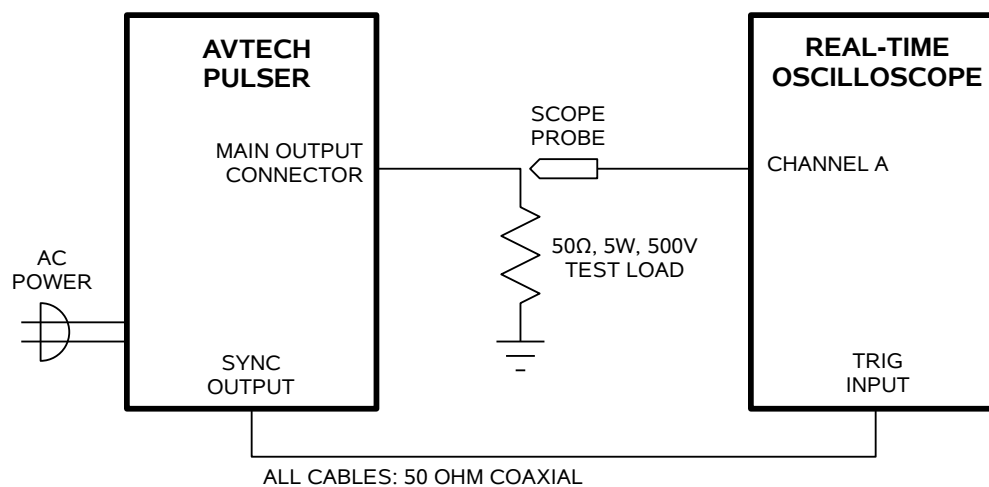 AVTECH
PULSER
REAL-TIME
OSCILLOSCOPE
SCOPE
PROBE
MAIN OUTPUT
CONNECTOR
CHANNEL A
50Ω, 5W, 500V
TEST LOAD
AC
POWER
SYNC
OUTPUT
TRIG
INPUT
ALL CABLES: 50 OHM COAXIAL